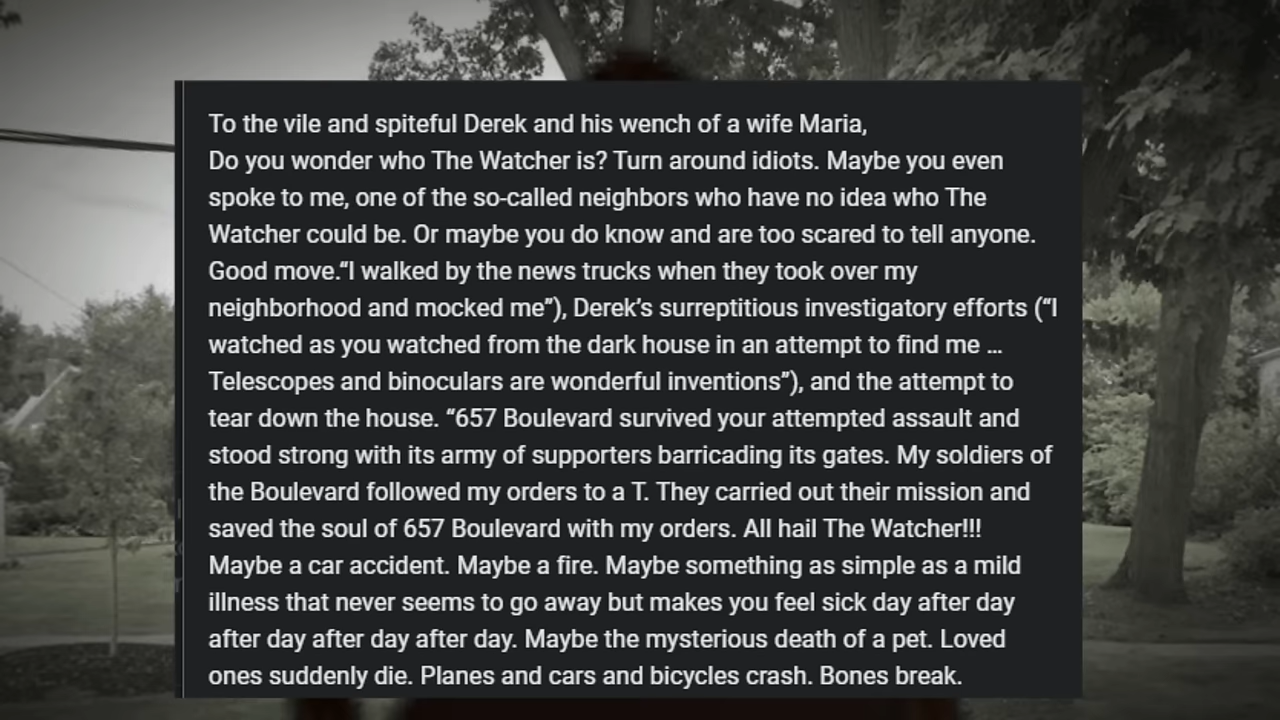 To the vile and spiteful Derek and his wench of a wife Maria,
Do you wonder who The Watcher is? Turn around idiots. Maybe you even
spoke to me, one of the so-called neighbors who have no idea who The
Watcher could be. Or maybe you do know and are too scared to tell anyone.
Good move.“I walked by the news trucks when they took over my
neighborhood and mocked me”), Derek’s surreptitious investigatory efforts (“I
watched as you watched from the dark house in an attempt to find me …
Telescopes and binoculars are wonderful inventions”), and the attempt to
tear down the house. “657 Boulevard survived your attempted assault and
stood strong with its army of supporters barricading its gates. My soldiers of
the Boulevard followed my orders to a T. They carried out their mission and
saved the soul of 657 Boulevard with my orders. All hail The Watcher!!!
Maybe a car accident. Maybe a fire. Maybe something as simple as a mild
illness that never seems to go away but makes you feel sick day after day
after day after day after day. Maybe the mysterious death of a pet. Loved
ones suddenly die. Planes and cars and bicycles crash. Bones break.